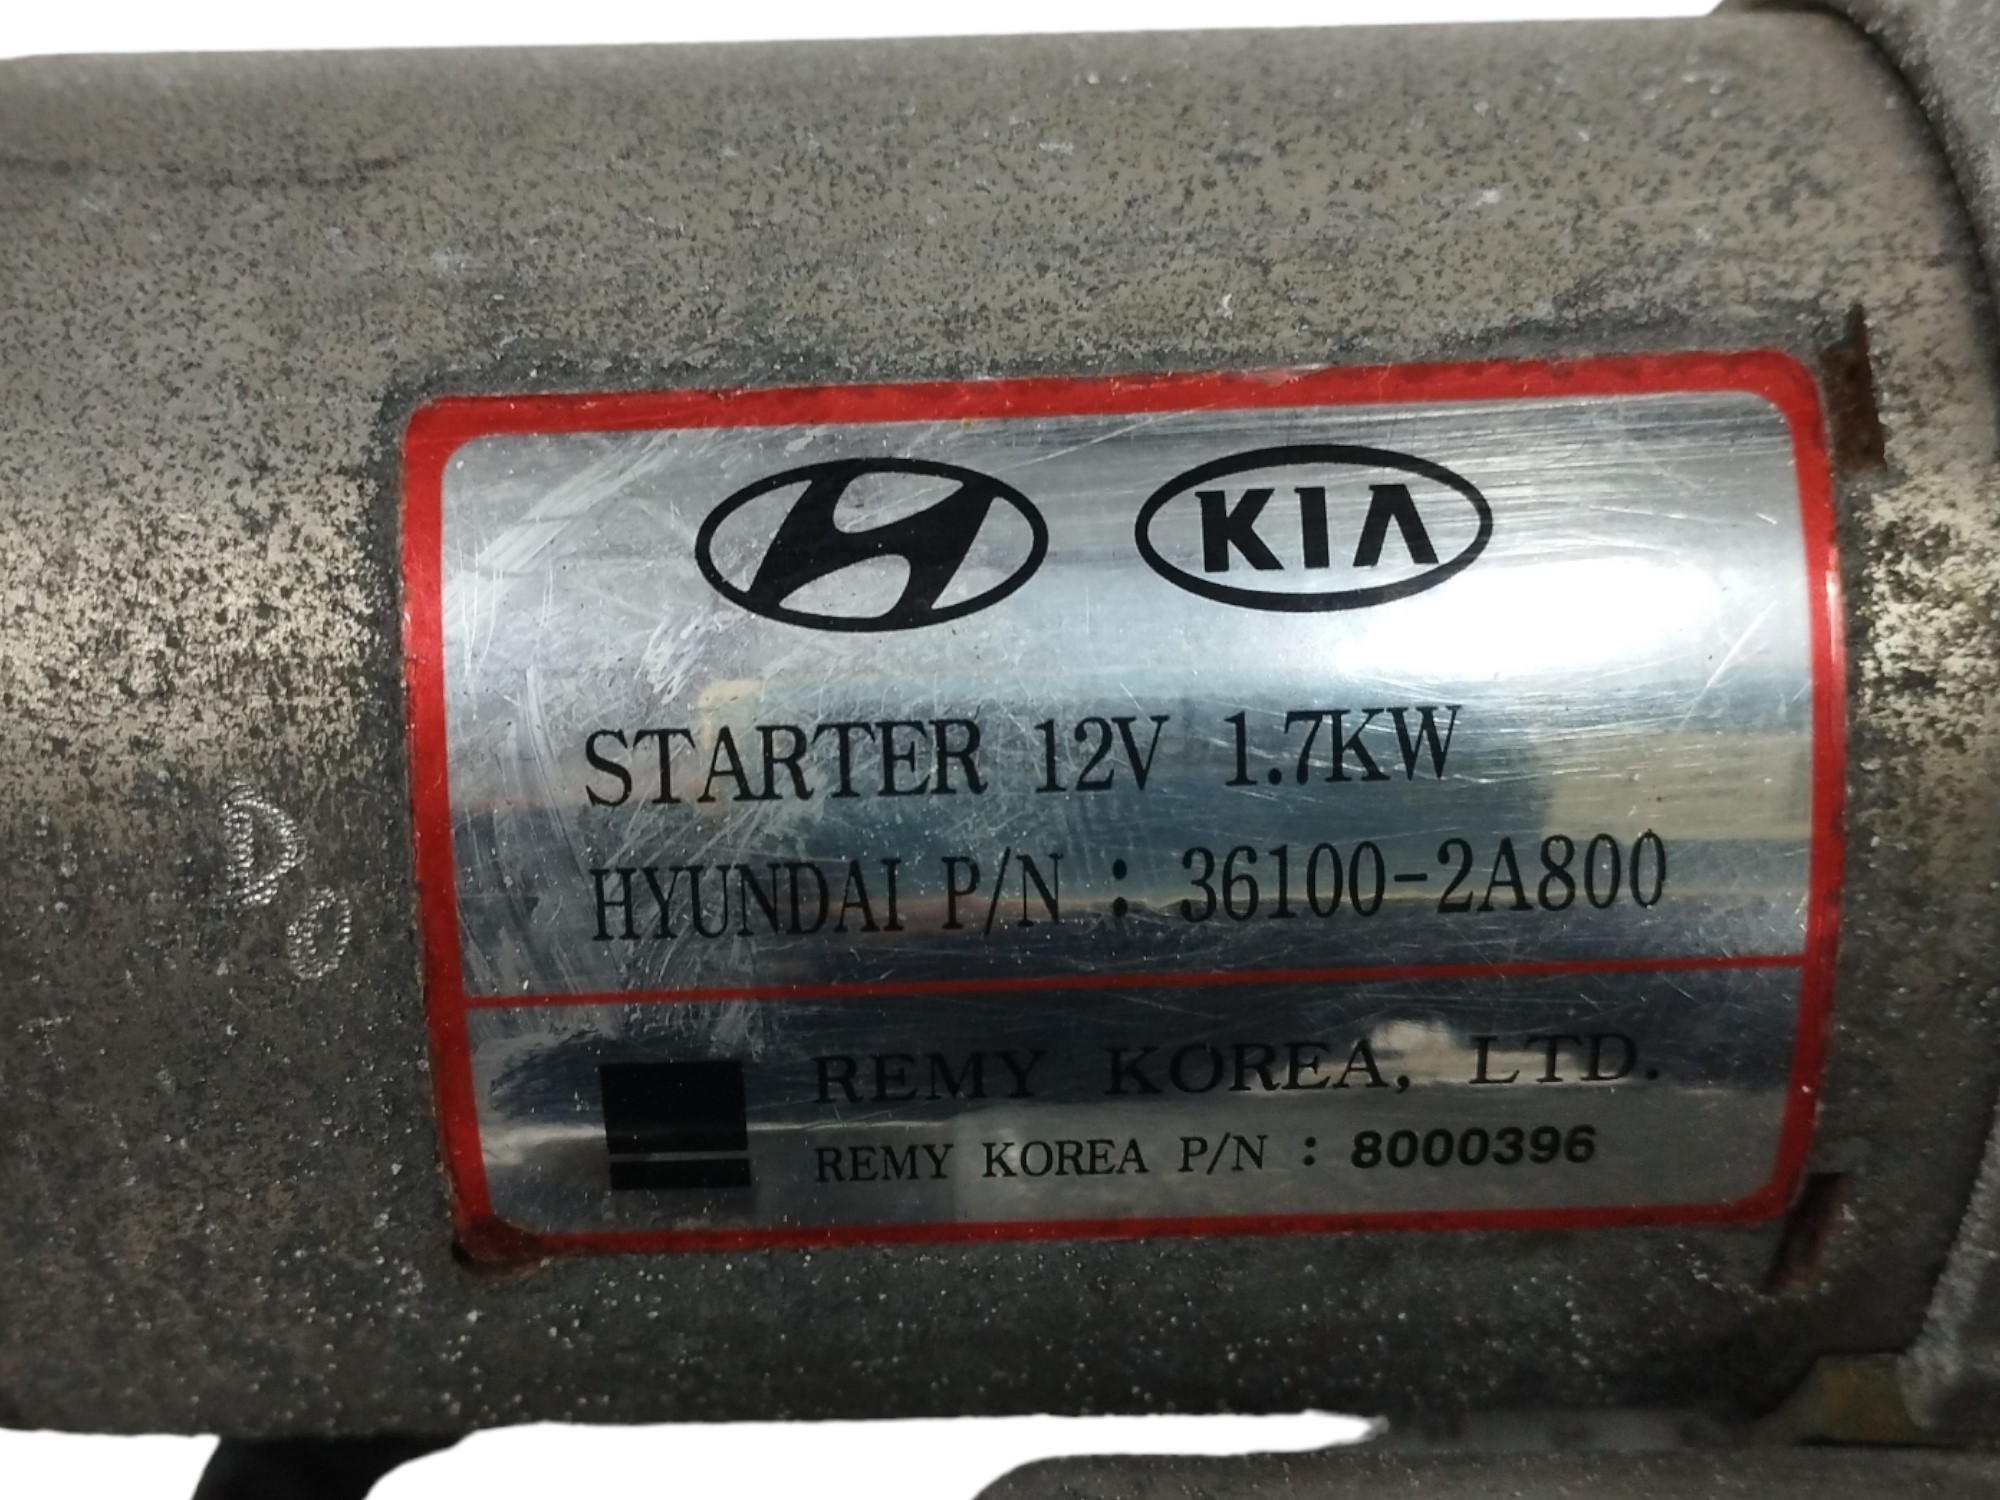 KIA
STARTER 12V 1.7KW
HYUNDAI P/N : 36100-2A800
REMY KOREA, LTD.
REMY KOREA P/N : 8000396